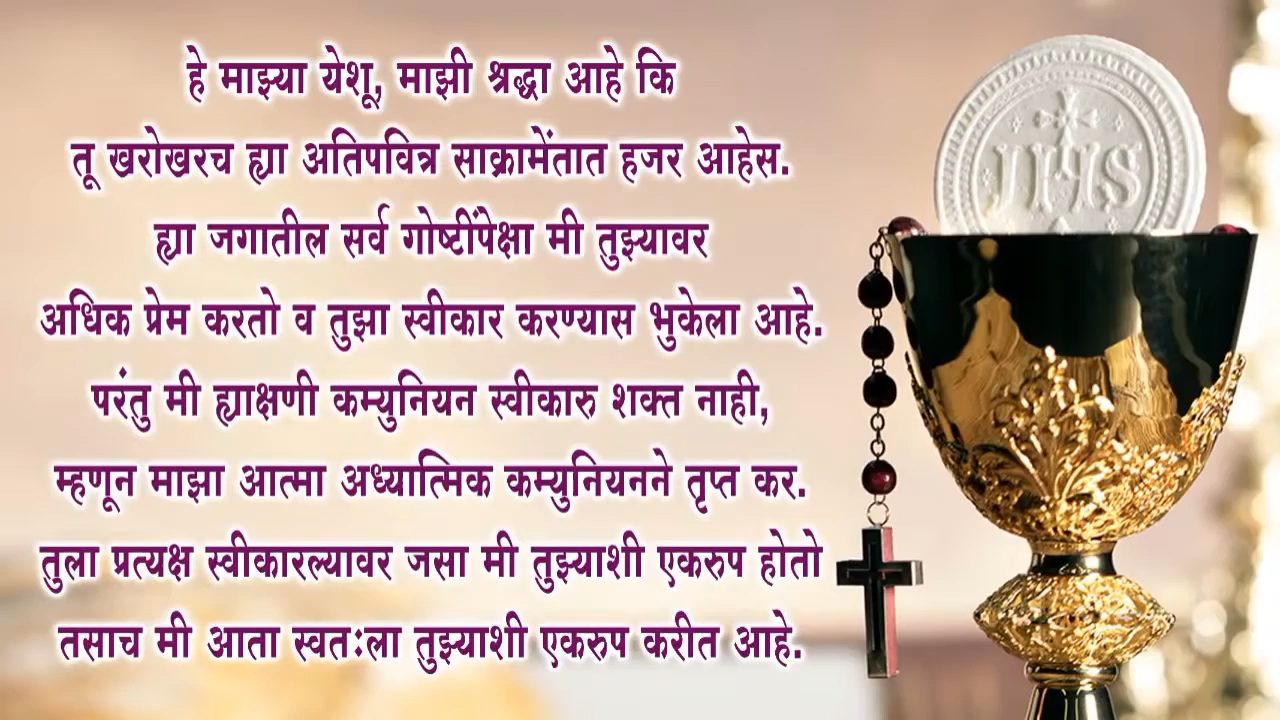 हे माझ्या येशू, माझी श्रद्धा आहे कि
तू खरोखरच ह्या अतिपवित्र साक्रामेंतात हजर आहेस.
ह्या जगातील सर्व गोष्टींपेक्षा मी तुझ्यावर
अधिक प्रेम करतो व तुझा स्वीकार करण्यास भुकेला आहे.
परंतु मी ह्याक्षणी कम्युनियन स्वीकारु शक्त नाही,
म्हणून माझा आत्मा अध्यात्मिक कम्युनियनने तृप्त कर.
तुला प्रत्यक्ष स्वीकारल्यावर जसा मी तुझ्याशी एकरुप होतो
तसाच मी आता स्वतःला तुझ्याशी एकरुप करीत आहे.
IHS